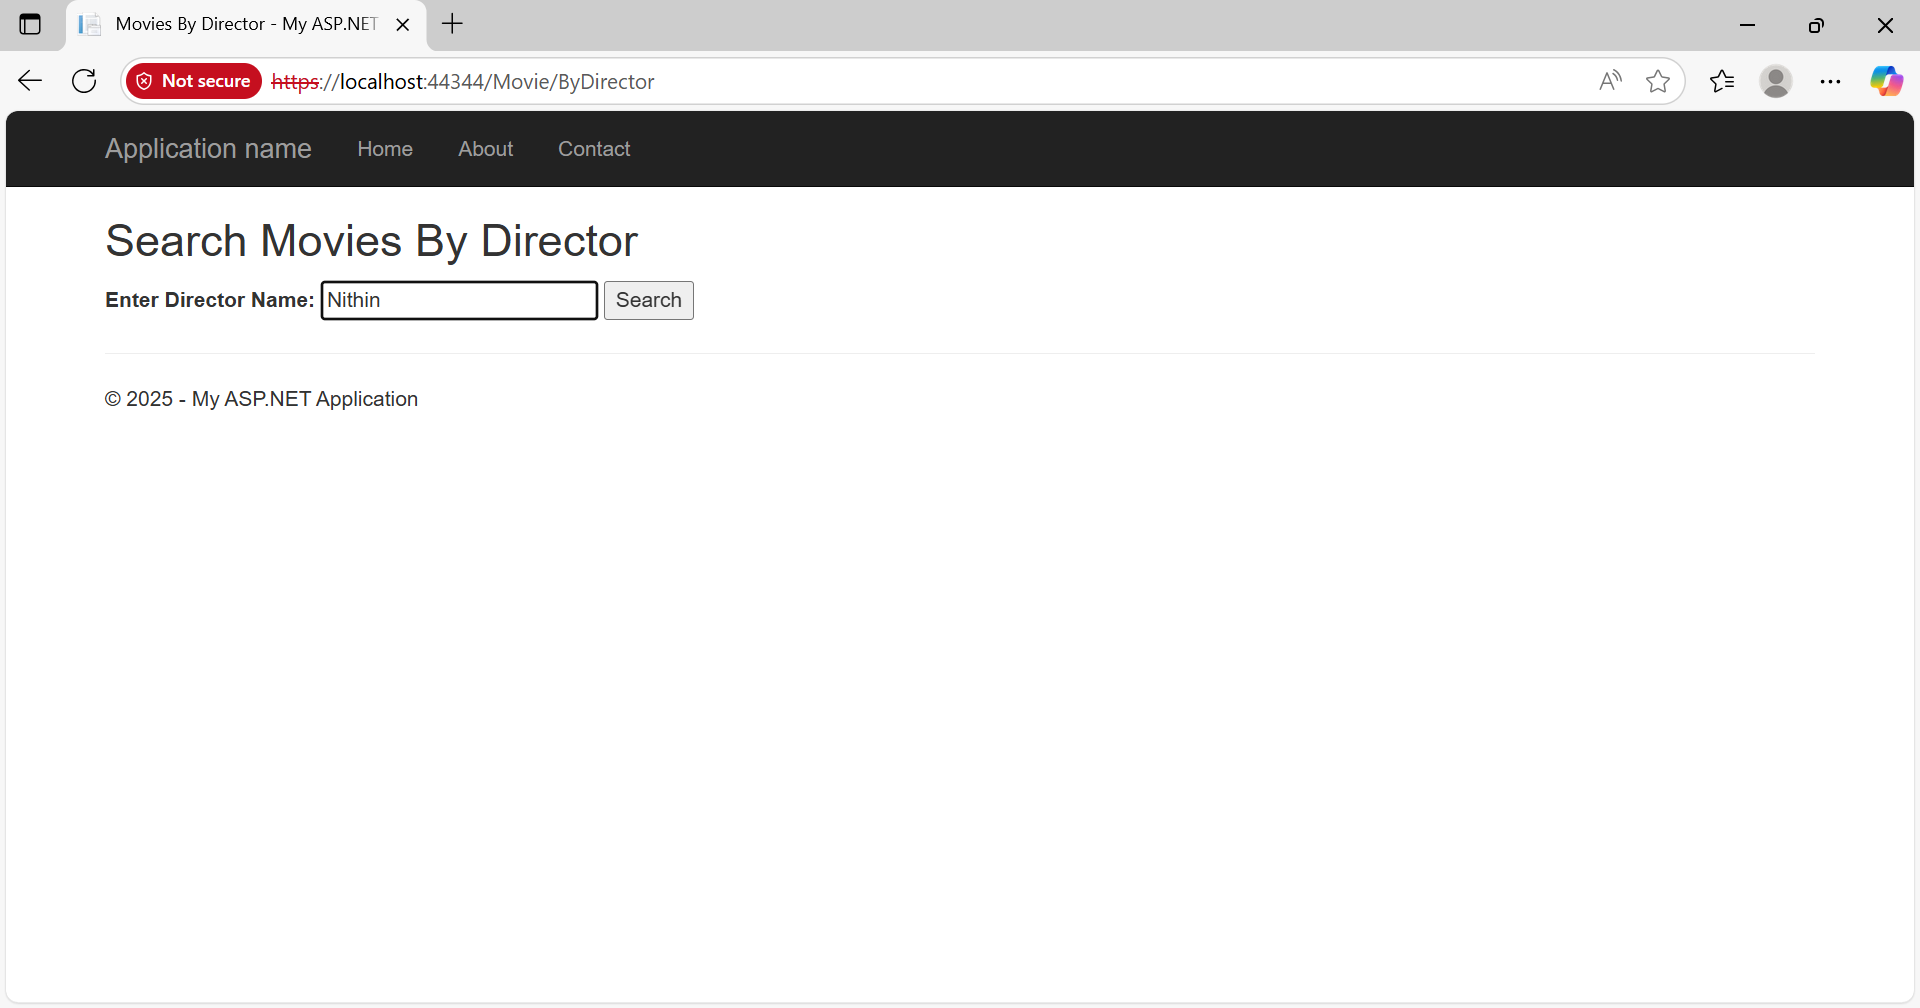 Movies By Director - My ASP.NET
Not secure https://localhost:44344/Movie/ByDirector
Application name Home About Contact
Search Movies By Director
Enter Director Name: Nithin Search
© 2025 - My ASP.NET Application